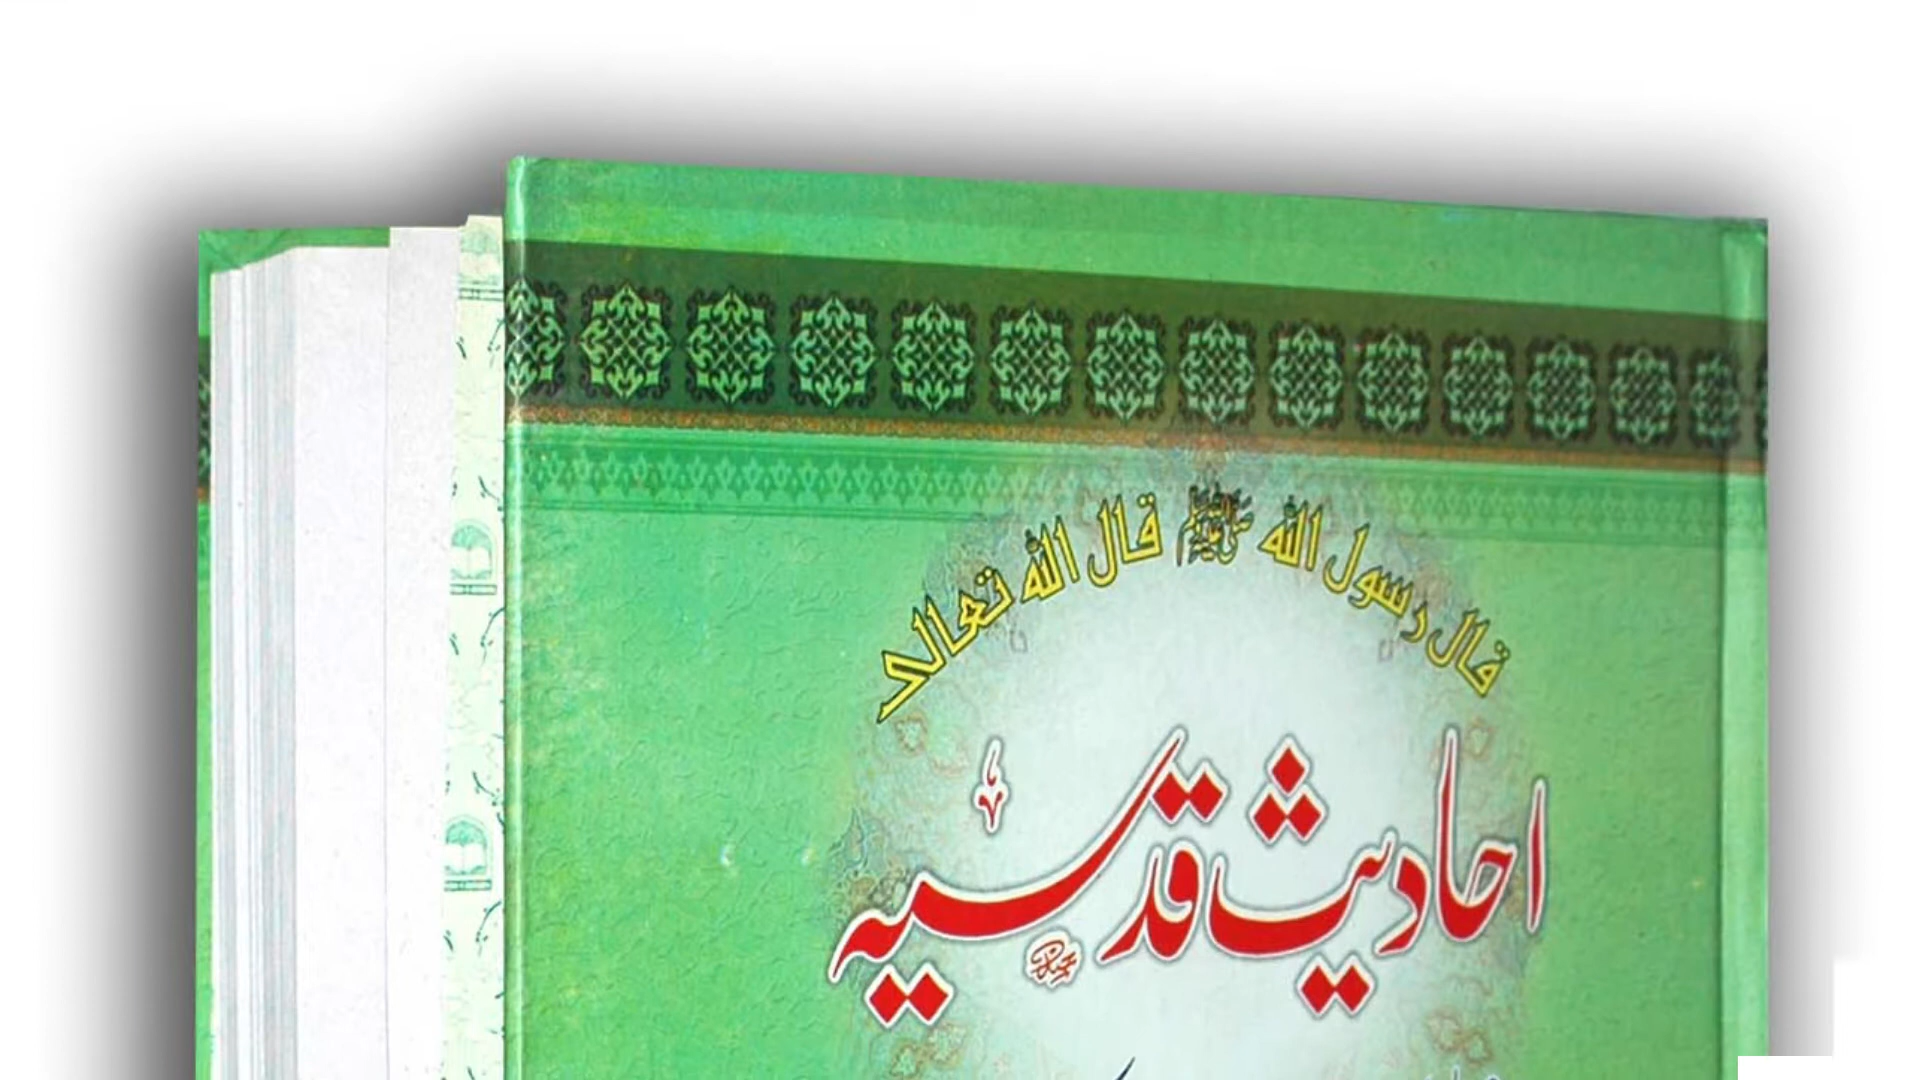 قال رسول الله ﷺ قال الله تعالى
احادیث قدسیہ